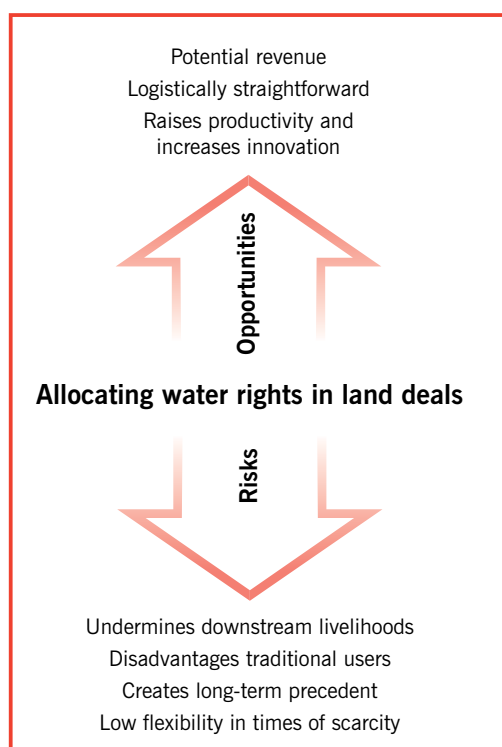 Potential revenue
Logistically straightforward
Raises productivity and
increases innovation
Opportunities
Allocating water rights in land deals
Risks
Undermines downstream livelihoods
Disadvantages traditional users
Creates long-term precedent
Low flexibility in times of scarcity